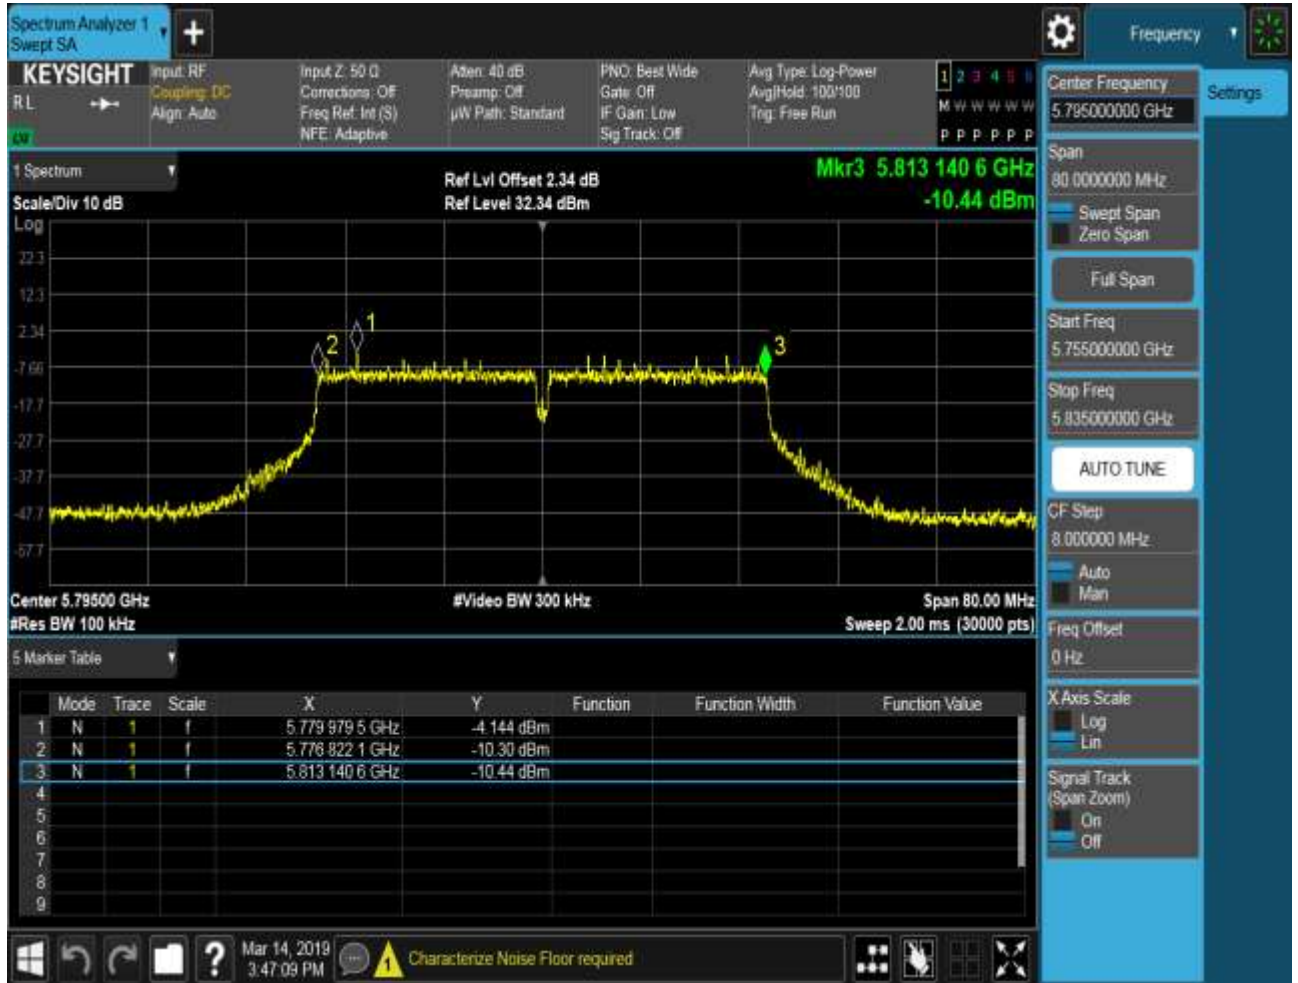 Spectrum Analyzer 1
Swept SA
+
Frequency
KEYSIGHT
RL
Input: RF
Coupling: DC
Align: Auto
Input Z: 50 Ω
Corrections: Off
Freq Ref: Int (S)
NFE: Adaptive
Atten: 40 dB
Preamp: Off
µW Path: Standard
PNO: Best Wide
Gate: Off
IF Gain: Low
Sig Track: Off
Avg Type: Log-Power
Avg|Hold: 100/100
Trig: Free Run
1 2 3 4 5 6
M W W W W W
P P P P P P
1 Spectrum
Scale/Div 10 dB
Ref Lvl Offset 2.34 dB
Ref Level 32.34 dBm
Mkr3 5.813 140 6 GHz
-10.44 dBm
Log
22.3
12.3
2.34
-7.66
-17.7
-27.7
-37.7
-47.7
-57.7
1
2
3
Center 5.79500 GHz
#Res BW 100 kHz
#Video BW 300 kHz
Span 80.00 MHz
Sweep 2.00 ms (30000 pts)
5 Marker Table
Mode Trace Scale X Y Function Function Width Function Value
1 N 1 f 5.779 979 5 GHz -4.144 dBm
2 N 1 f 5.776 822 1 GHz -10.30 dBm
3 N 1 f 5.813 140 6 GHz -10.44 dBm
4
5
6
7
8
9
Center Frequency
5.795000000 GHz
Settings
Span
80.0000000 MHz
Swept Span
Zero Span
Full Span
Start Freq
5.755000000 GHz
Stop Freq
5.835000000 GHz
AUTO TUNE
CF Step
8.000000 MHz
Auto
Man
Freq Offset
0 Hz
X Axis Scale
Log
Lin
Signal Track
(Span Zoom)
On
Off
?
Mar 14, 2019
3:47:09 PM
1
Characterize Noise Floor required